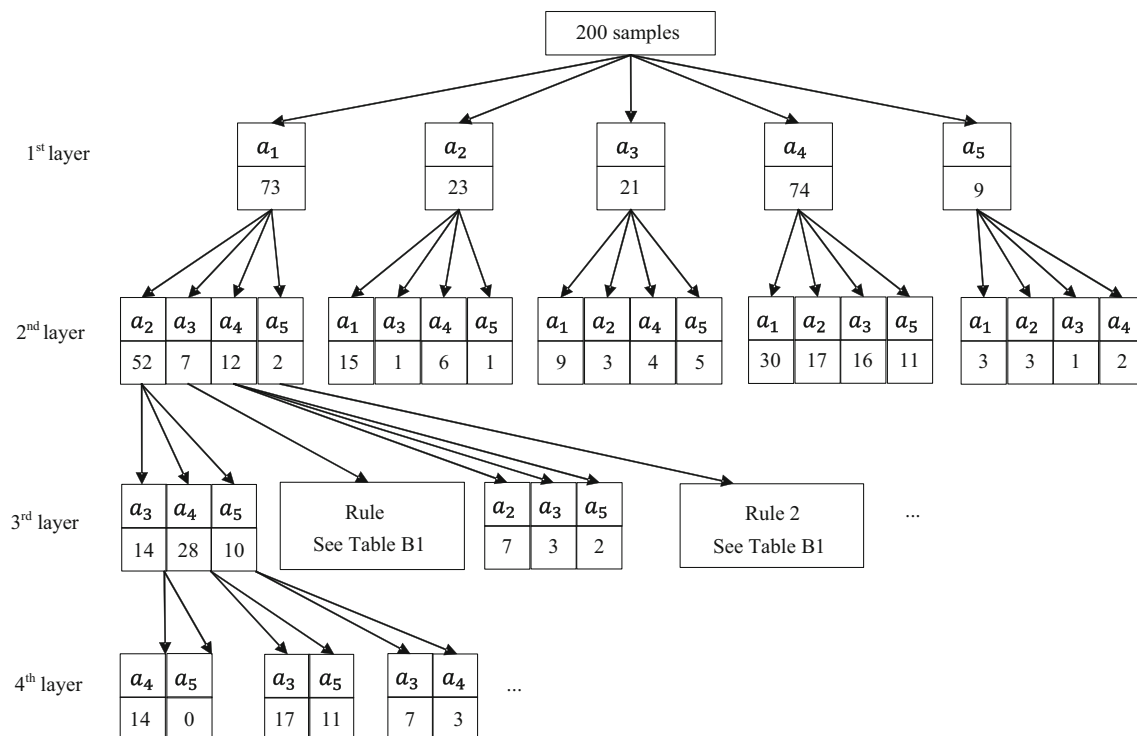 200 samples
1st layer
a1 a2 a3 a4 a5
73 23 21 74 9
2nd layer
a2 a3 a4 a5 a1 a3 a4 a5 a1 a2 a4 a5 a1 a2 a3 a5 a1 a2 a3 a4
52 7 12 2 15 1 6 1 9 3 4 5 30 17 16 11 3 3 1 2
3rd layer
a3 a4 a5 Rule a2 a3 a5 Rule 2 ...
14 28 10 See Table B1 7 3 2 See Table B1
4th layer
a4 a5 a3 a5 a3 a4 ...
14 0 17 11 7 3